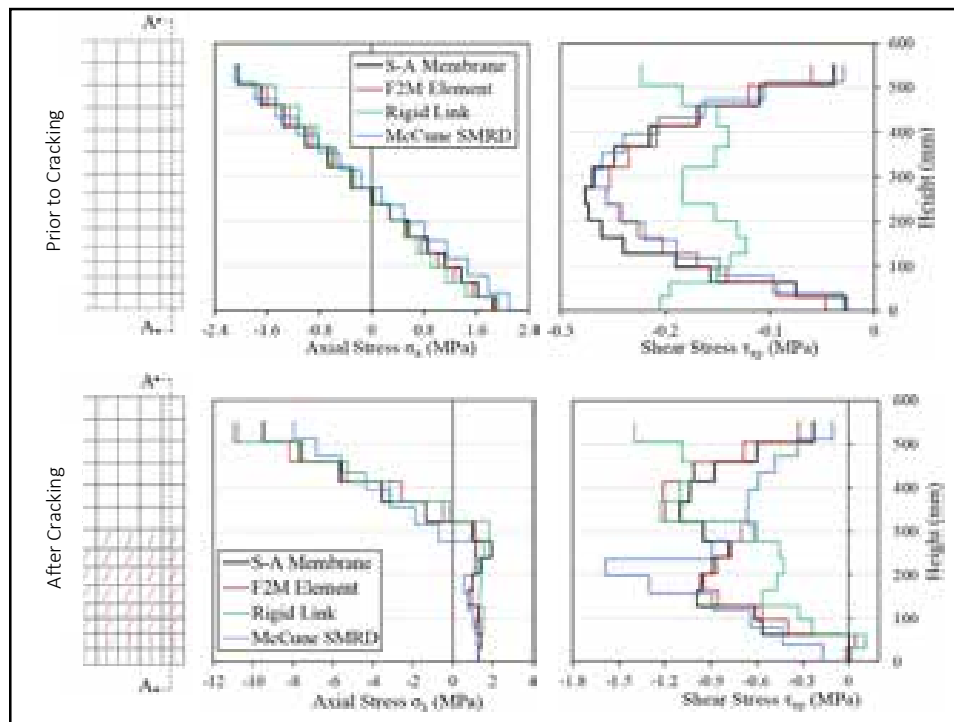 Prior to Cracking
S-A Membrane
F2M Element
Rigid Link
McCune SMRD
-2.4 -1.6 -0.8 0 0.8 1.6 2.4
Axial Stress σx (MPa)
-0.3 -0.2 -0.1 0
Shear Stress τxy (MPa)
600
500
400
300
200
100
0
Height (mm)
After Cracking
S-A Membrane
F2M Element
Rigid Link
McCune SMRD
-12 -9 -6 -3 0 2 4
Axial Stress σx (MPa)
-1.8 -1.5 -1.2 -0.9 -0.6 -0.3 0
Shear Stress τxy (MPa)
600
500
400
300
200
100
0
Height (mm)